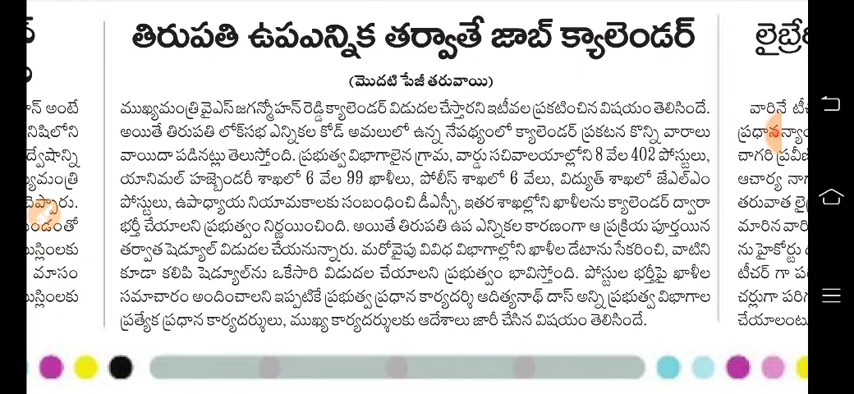 తిరుపతి ఉపఎన్నిక తర్వాతే జాబ్ క్యాలెండర్
(మొదటి పేజీ తరువాయి)
ముఖ్యమంత్రి వైఎస్ జగన్మోహన్ రెడ్డి క్యాలెండర్ విడుదల చేస్తారని ఇటీవల ప్రకటించిన విషయం తెలిసిందే.
అయితే తిరుపతి లోక్‌సభ ఎన్నికల కోడ్ అమలులో ఉన్న నేపథ్యంలో క్యాలెండర్ ప్రకటన కొన్ని వారాలు
వాయిదా పడినట్లు తెలుస్తోంది. ప్రభుత్వ విభాగాలైన గ్రామ, వార్డు సచివాలయాల్లోని 8 వేల 402 పోస్టులు,
యానిమల్ హజ్బెండరీ శాఖలో 6 వేల 99 ఖాళీలు, పోలీస్ శాఖలో 6 వేలు, విద్యుత్ శాఖలో జేఎల్ఎం
పోస్టులు, ఉపాధ్యాయ నియామకాలకు సంబంధించి డీఎస్సీ, ఇతర శాఖల్లోని ఖాళీలను క్యాలెండర్ ద్వారా
భర్తీ చేయాలని ప్రభుత్వం నిర్ణయించింది. అయితే తిరుపతి ఉప ఎన్నికల కారణంగా ఆ ప్రక్రియ పూర్తయిన
తర్వాత షెడ్యూల్ విడుదల చేయనున్నారు. మరోవైపు వివిధ విభాగాల్లోని ఖాళీల డేటాను సేకరించి, వాటిని
కూడా కలిపి షెడ్యూల్‌ను ఒకేసారి విడుదల చేయాలని ప్రభుత్వం భావిస్తోంది. పోస్టుల భర్తీపై ఖాళీల
సమాచారం అందించాలని ఇప్పటికే ప్రభుత్వ ప్రధాన కార్యదర్శి ఆదిత్యనాథ్ దాస్ అన్ని ప్రభుత్వ విభాగాల
ప్రత్యేక ప్రధాన కార్యదర్శులు, ముఖ్య కార్యదర్శులకు ఆదేశాలు జారీ చేసిన విషయం తెలిసిందే.